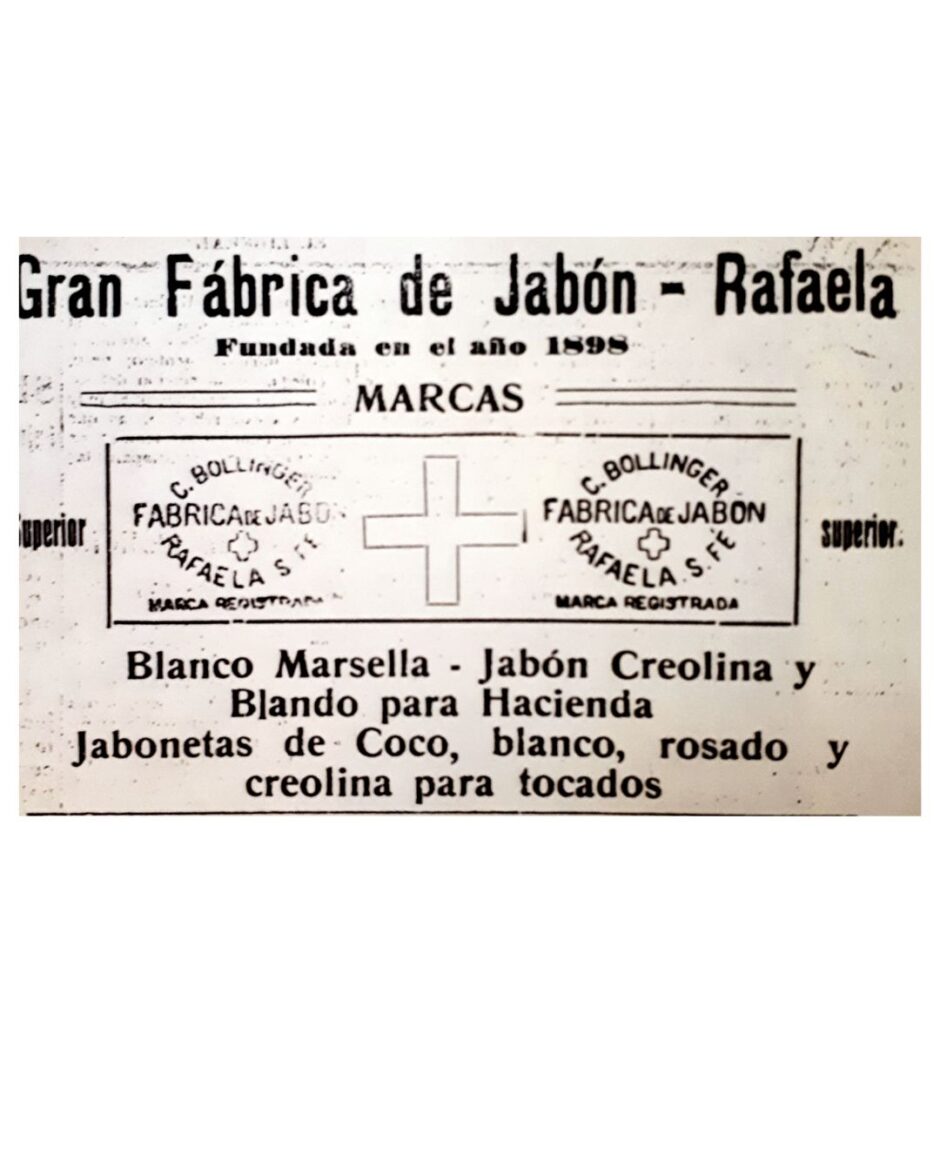 Gran Fábrica de Jabón - Rafaela
Fundada en el año 1898
MARCAS
superior
C. BOLLINGER
FABRICA DE JABON
RAFAELA S. FE
MARCA REGISTRADA
C. BOLLINGER
FABRICA DE JABON
RAFAELA. S. FÉ
MARCA REGISTRADA
superior.
Blanco Marsella - Jabón Creolina y
Blando para Hacienda
Jabonetas de Coco, blanco, rosado y
creolina para tocados